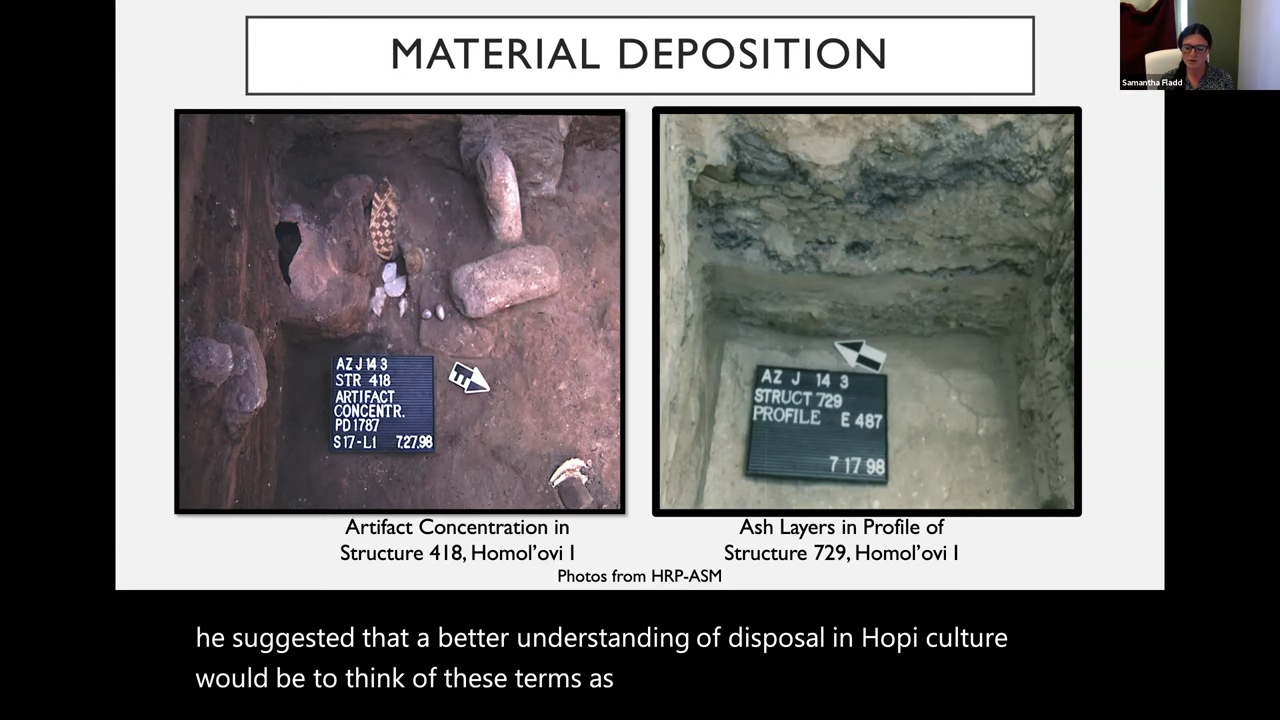 MATERIAL DEPOSITION
Samantha Fladd
AZ J 14 3
STR 418
ARTIFACT
CONCENTR.
PD 1787
S17-L1 7.27.98
AZ J 14 3
STRUCT 729
PROFILE E 487
7 17 98
Artifact Concentration in
Structure 418, Homol'ovi I
Ash Layers in Profile of
Structure 729, Homol'ovi I
Photos from HRP-ASM
he suggested that a better understanding of disposal in Hopi culture
would be to think of these terms as